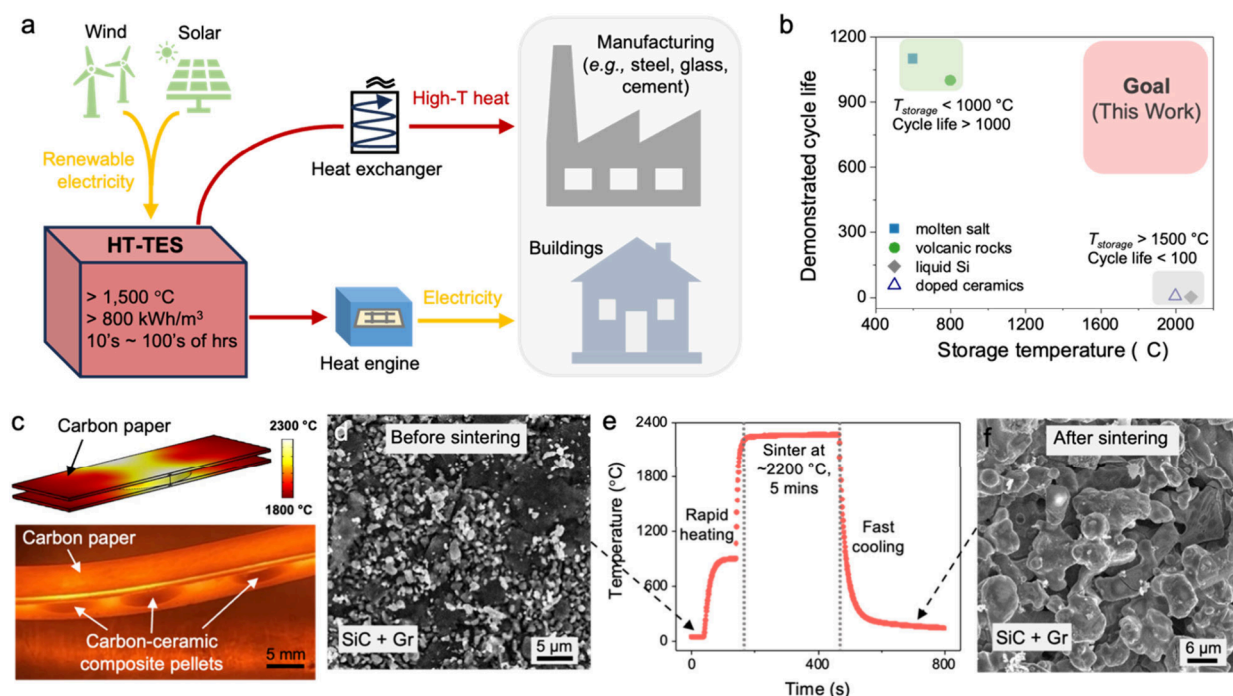 a
Wind
Solar
Renewable
electricity
HT-TES
> 1,500 °C
> 800 kWh/m³
10's ~ 100's of hrs
Heat exchanger
High-T heat
Heat engine
Electricity
Manufacturing
(e.g., steel, glass,
cement)
Buildings
b
Demonstrated cycle life
1200
900
600
300
0
400
800
1200
1600
2000
Storage temperature ( C)
T_storage < 1000 °C
Cycle life > 1000
Goal
(This Work)
T_storage > 1500 °C
Cycle life < 100
molten salt
volcanic rocks
liquid Si
doped ceramics
c
Carbon paper
2300 °C
1800 °C
Carbon paper
Carbon-ceramic
composite pellets
5 mm
d
Before sintering
SiC + Gr
5 µm
e
Temperature (°C)
2400
1800
1200
600
0
0
400
800
Time (s)
Rapid
heating
Sinter at
~2200 °C,
5 mins
Fast
cooling
f
After sintering
SiC + Gr
6 µm